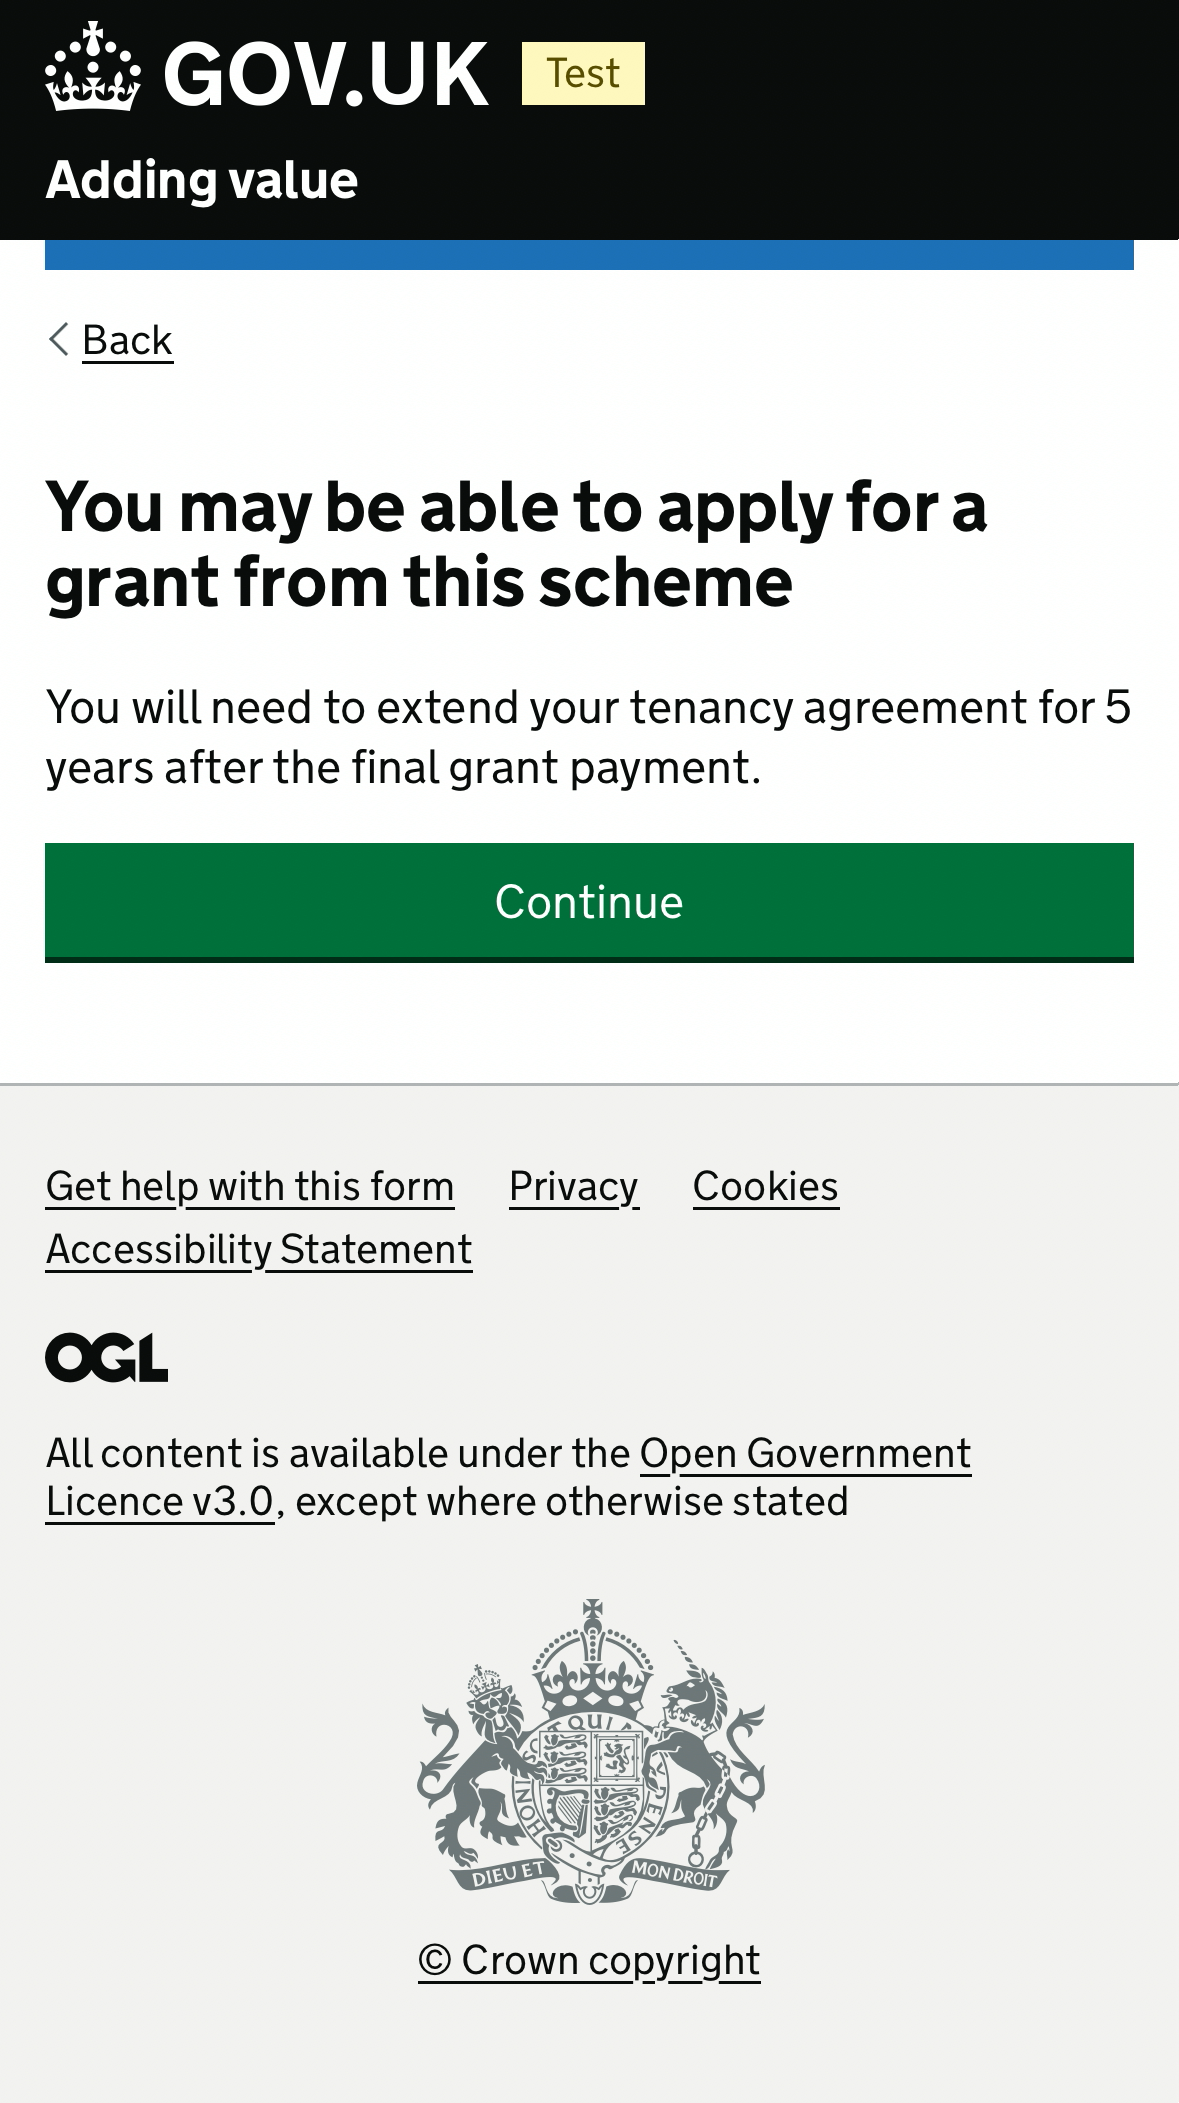 GOV.UK Test
Adding value
Back
You may be able to apply for a
grant from this scheme
You will need to extend your tenancy agreement for 5
years after the final grant payment.
Continue
Get help with this form Privacy Cookies
Accessibility Statement
OGL
All content is available under the Open Government
Licence v3.0, except where otherwise stated
DIEU ET MON DROIT
© Crown copyright